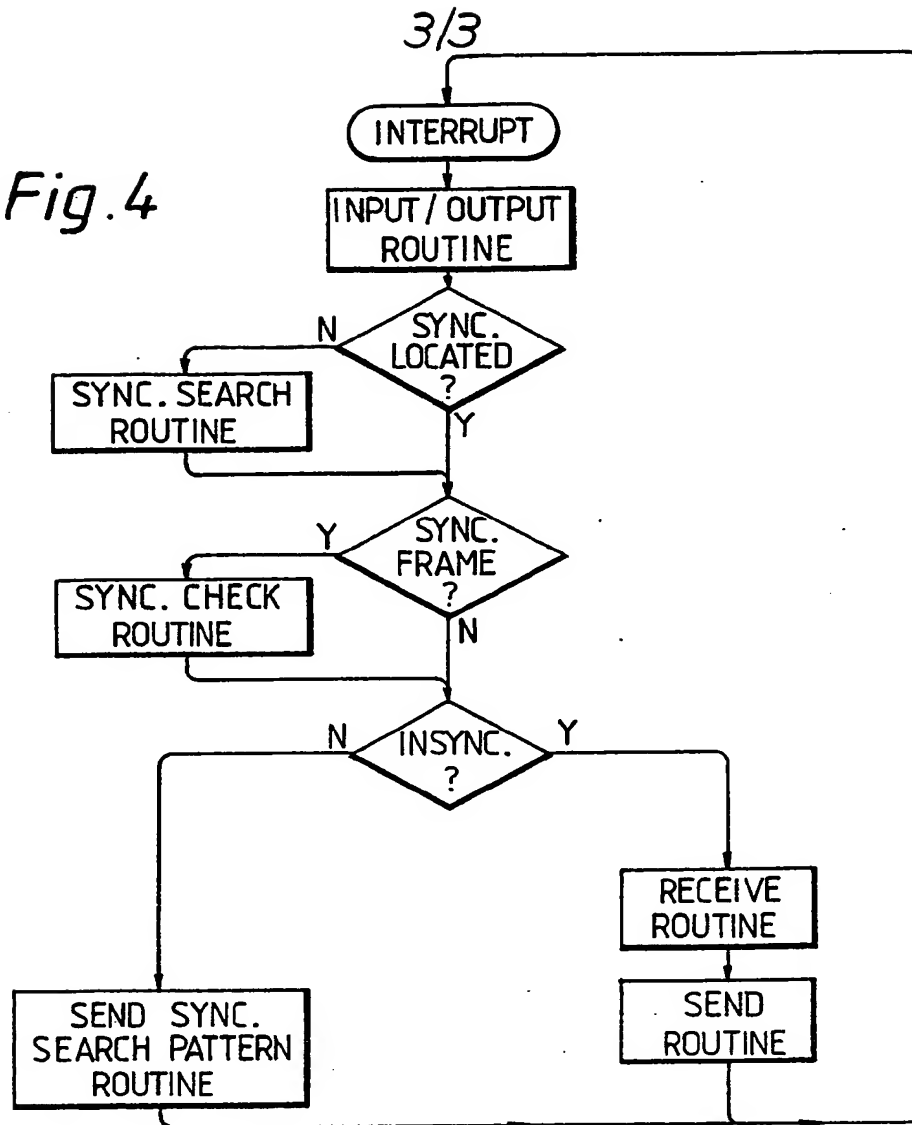 3/3
INTERRUPT
Fig.4
INPUT / OUTPUT
ROUTINE
N
SYNC.
LOCATED
?
SYNC. SEARCH
ROUTINE
Y
Y
SYNC.
FRAME
?
SYNC. CHECK
ROUTINE
N
N
INSYNC.
?
Y
RECEIVE
ROUTINE
SEND SYNC.
SEARCH PATTERN
ROUTINE
SEND
ROUTINE